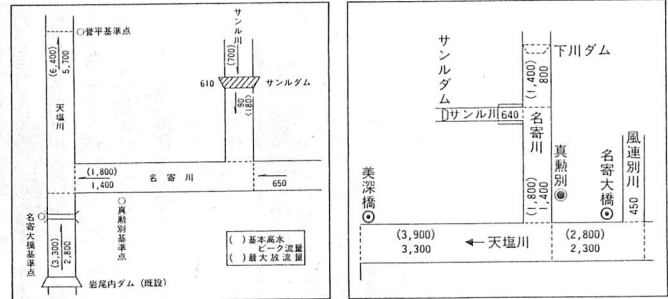 誉平基準点
(6,400)
5,700
天塩川
サンル川
(700)
610
サンルダム
90
(180)
(1,800)
1,400
名寄川
650
名寄大橋基準点
真勲別基準点
(3,300)
2,800
( )基本高水
ピーク流量
( )最大放流量
岩尾内ダム(既設)
下川ダム
(1,400)
800
サンルダム
サンル川
640
名寄川
(1,800)
1,400
真勲別
名寄大橋
風連別川
450
美深橋
(3,900)
3,300
←天塩川
(2,800)
2,300